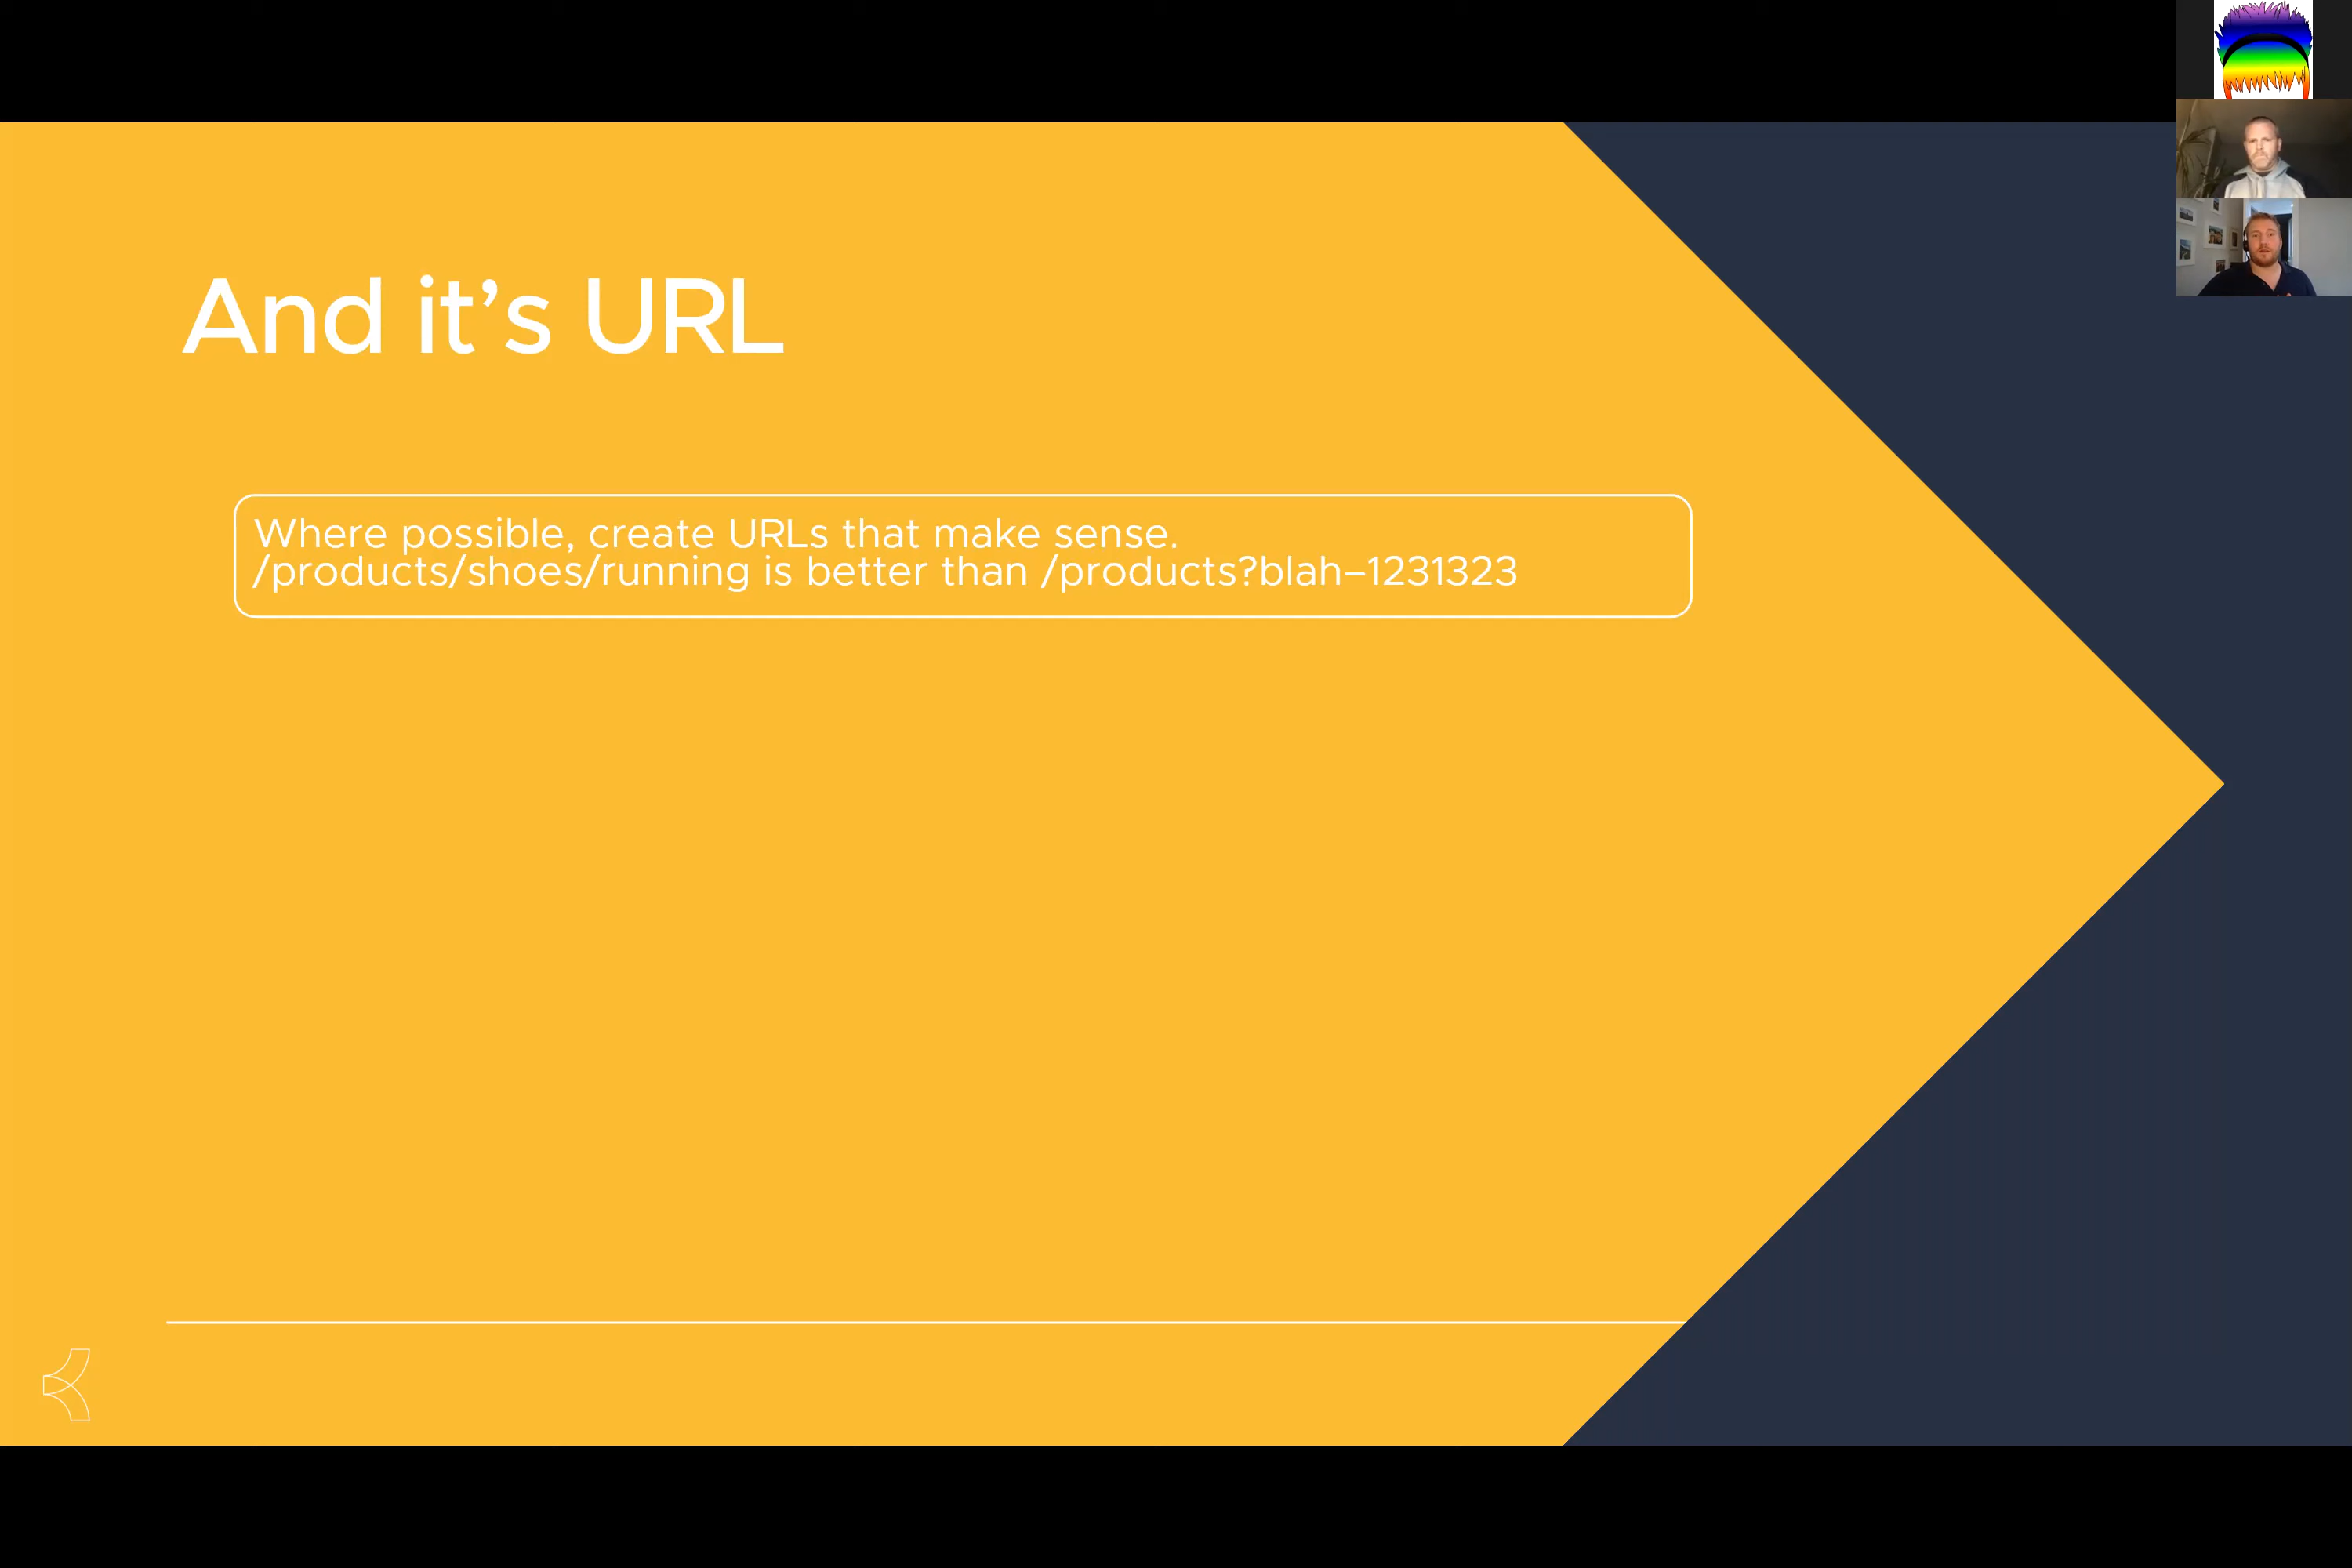 And it’s URL
Where possible, create URLs that make sense.
/products/shoes/running is better than /products?blah–1231323